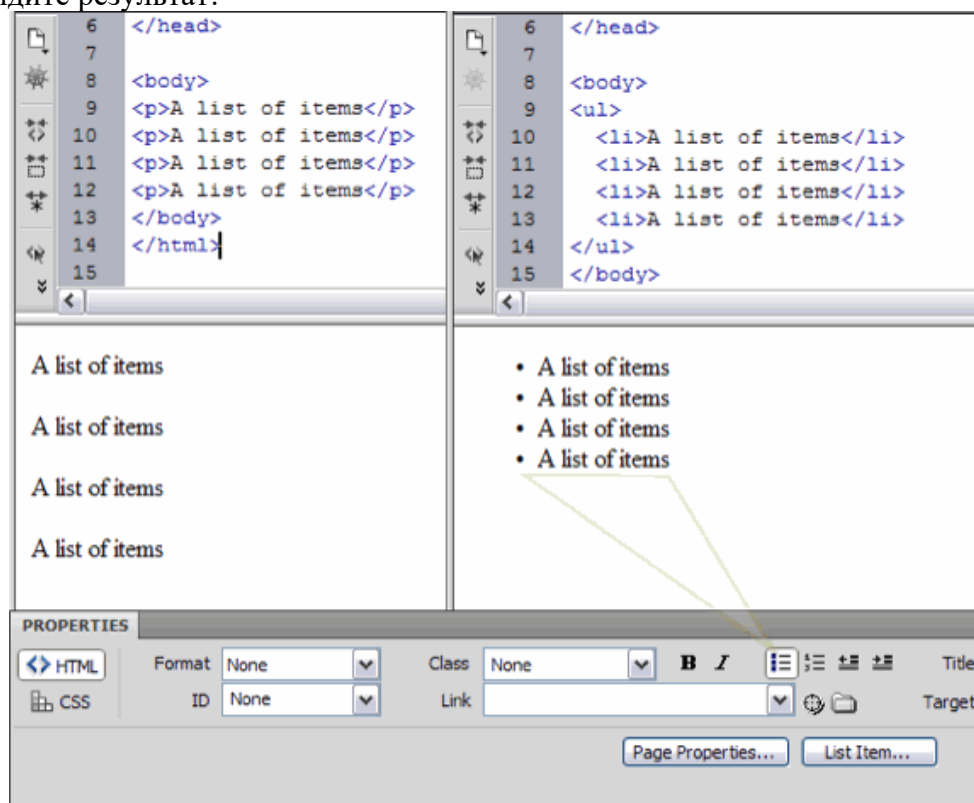 результат.
6 </head>
7
8 <body>
9 <p>A list of items</p>
10 <p>A list of items</p>
11 <p>A list of items</p>
12 <p>A list of items</p>
13 </body>
14 </html>
15
6 </head>
7
8 <body>
9 <ul>
10 <li>A list of items</li>
11 <li>A list of items</li>
12 <li>A list of items</li>
13 <li>A list of items</li>
14 </ul>
15 </body>
A list of items
A list of items
A list of items
A list of items
• A list of items
• A list of items
• A list of items
• A list of items
PROPERTIES
<> HTML Format None Class None B I Title
CSS ID None Link Target
Page Properties... List Item...